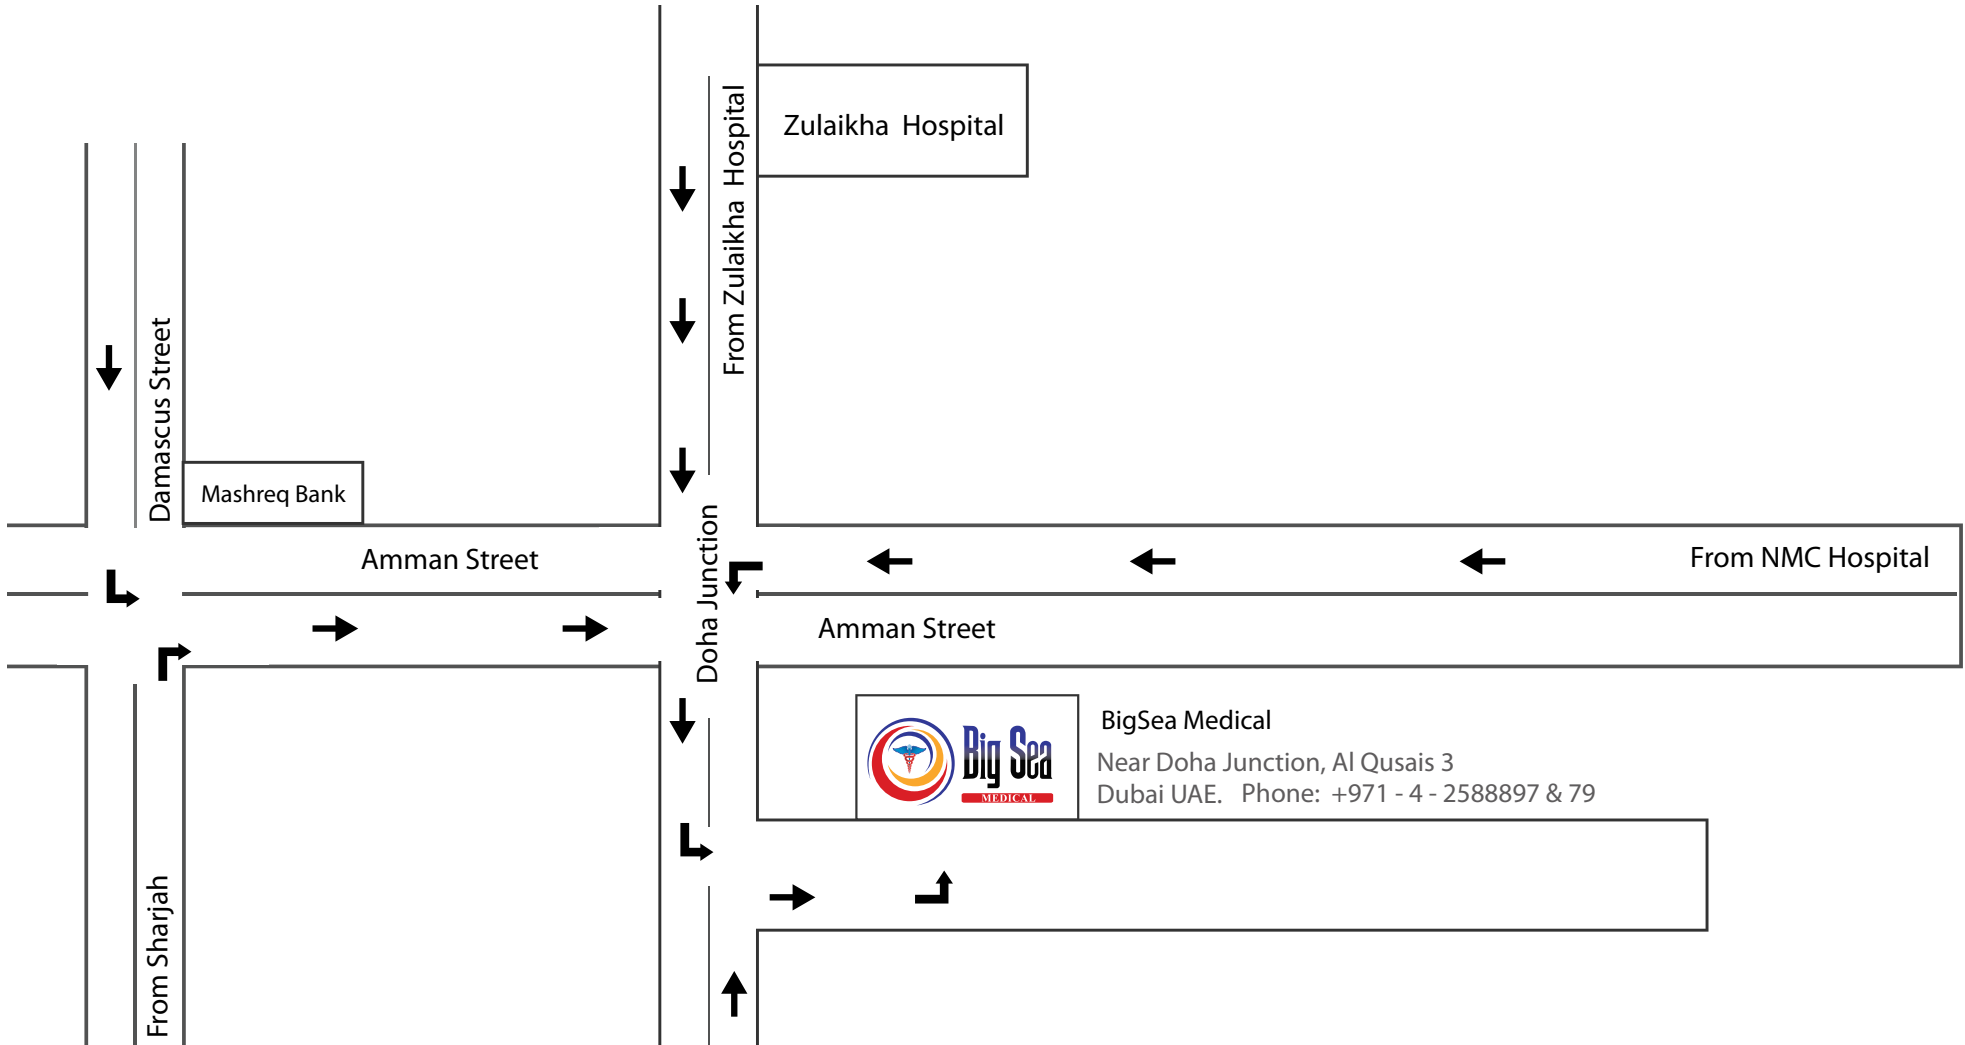 Zulaikha  Hospital
From Zulaikha  Hospital
Damascus Street
Mashreq Bank
Amman Street
Doha Junction
From NMC Hospital
Amman Street
Big Sea
MEDICAL
BigSea Medical
Near Doha Junction, Al Qusais 3
Dubai UAE.   Phone:  +971 - 4 - 2588897 & 79
From Sharjah